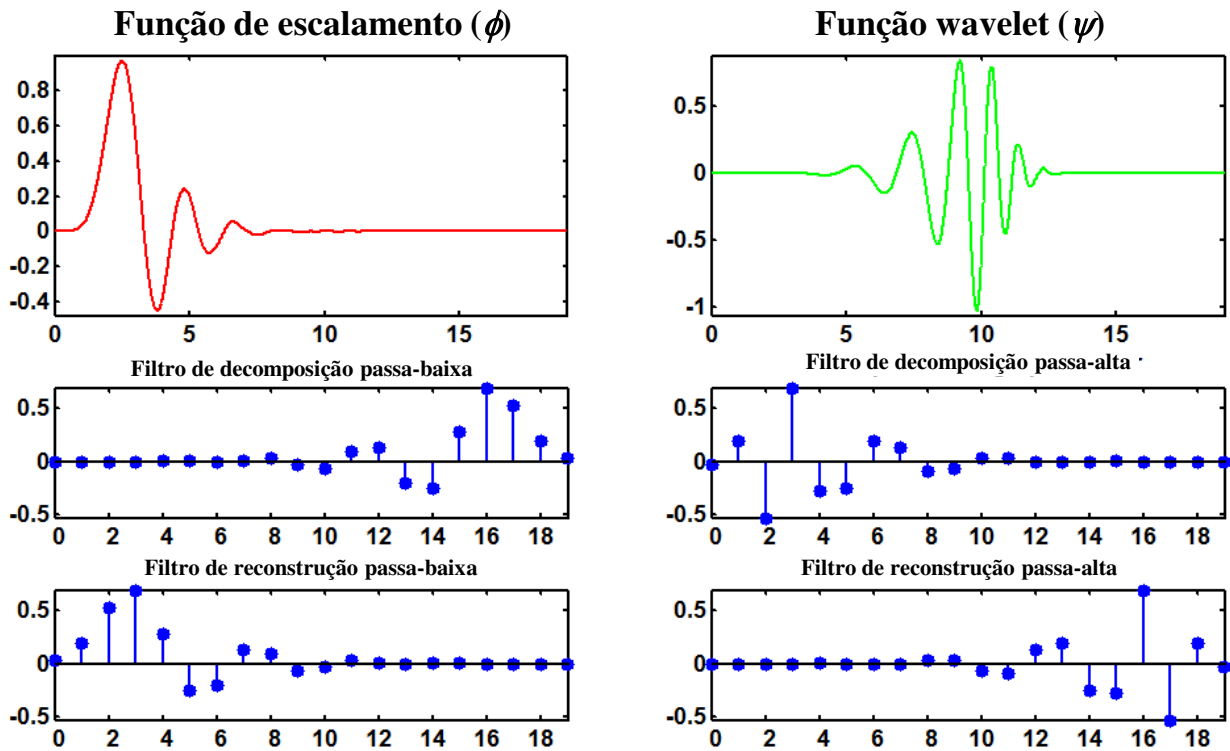 Função de escalamento (ϕ)
0.8
0.6
0.4
0.2
0
-0.2
-0.4
0 5 10 15
Função wavelet (ψ)
0.5
0
-0.5
-1
0 5 10 15
Filtro de decomposição passa-baixa
0.5
0
-0.5
0 2 4 6 8 10 12 14 16 18
Filtro de decomposição passa-alta
0.5
0
-0.5
0 2 4 6 8 10 12 14 16 18
Filtro de reconstrução passa-baixa
0.5
0
-0.5
0 2 4 6 8 10 12 14 16 18
Filtro de reconstrução passa-alta
0.5
0
-0.5
0 2 4 6 8 10 12 14 16 18